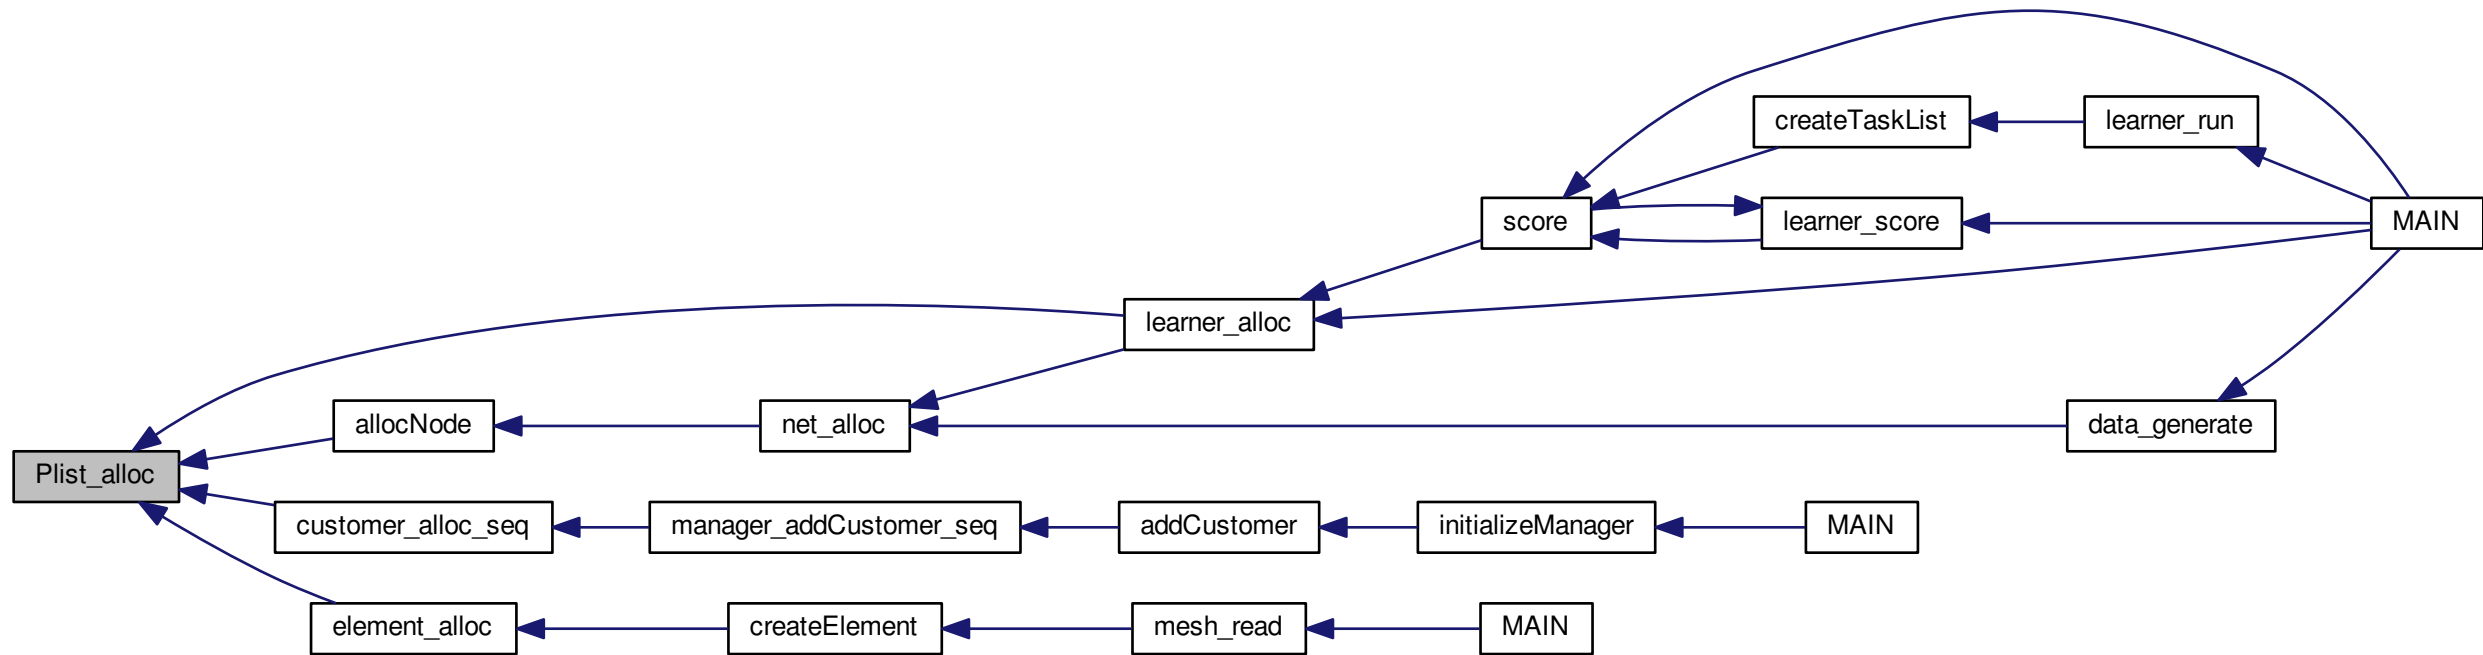 createTaskList
learner_run
score
learner_score
MAIN
learner_alloc
allocNode
net_alloc
data_generate
Plist_alloc
customer_alloc_seq
manager_addCustomer_seq
addCustomer
initializeManager
MAIN
element_alloc
createElement
mesh_read
MAIN